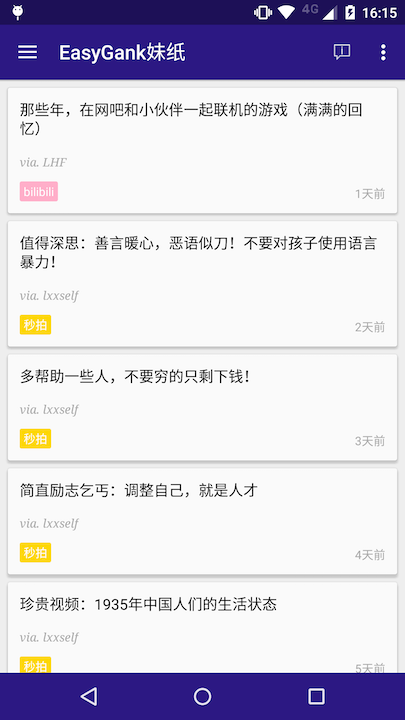 4G 16:15
EasyGank妹纸
那些年，在网吧和小伙伴一起联机的游戏（满满的回
忆）
via. LHF
bilibili
1天前
值得深思：善言暖心，恶语似刀！不要对孩子使用语言
暴力！
via. lxxself
秒拍
2天前
多帮助一些人，不要穷的只剩下钱！
via. lxxself
秒拍
3天前
简直励志乞丐：调整自己，就是人才
via. lxxself
秒拍
4天前
珍贵视频：1935年中国人们的生活状态
via. lxxself
秒拍
5天前